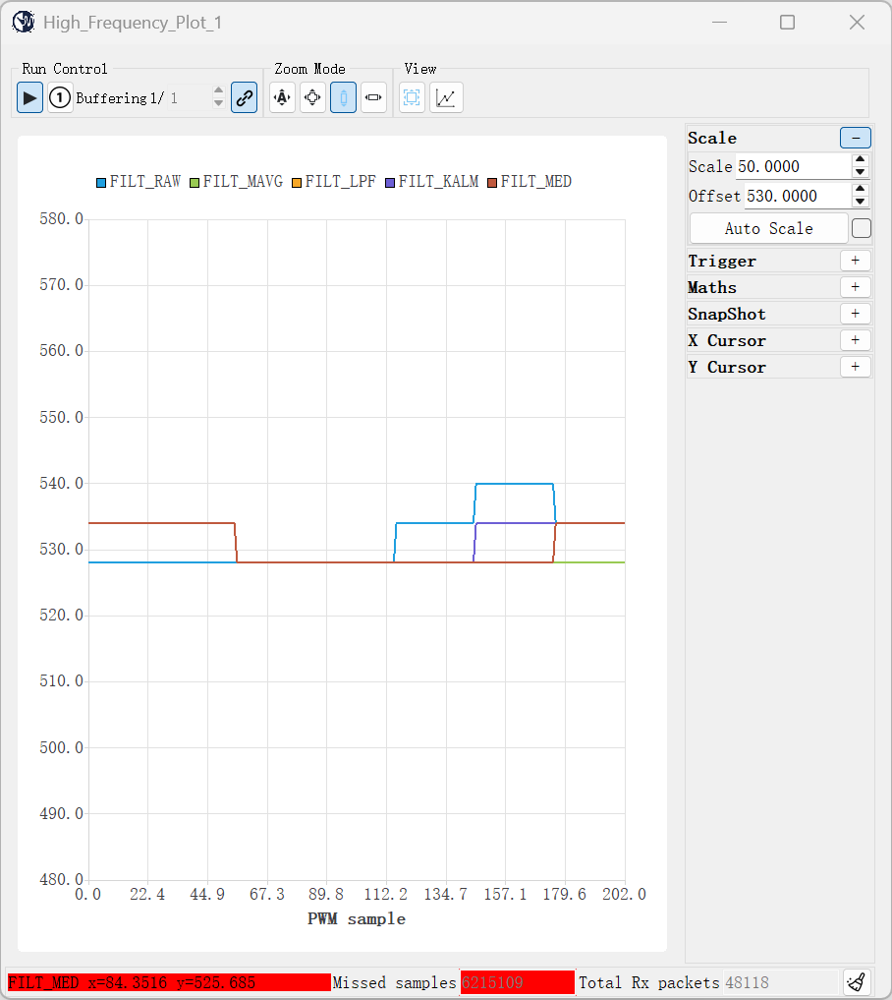 High_Frequency_Plot_1
Run Control
Zoom Mode
View
1 Buffering 1/ 1
A
FILT_RAW FILT_MAVG FILT_LPF FILT_KALM FILT_MED
580.0
570.0
560.0
550.0
540.0
530.0
520.0
510.0
500.0
490.0
480.0
0.0 22.4 44.9 67.3 89.8 112.2 134.7 157.1 179.6 202.0
PWM sample
Scale −
Scale 50.0000
Offset 530.0000
Auto Scale
Trigger +
Maths +
SnapShot +
X Cursor +
Y Cursor +
FILT_MED x=84.3516 y=525.685 Missed samples 6215109 Total Rx packets 48118